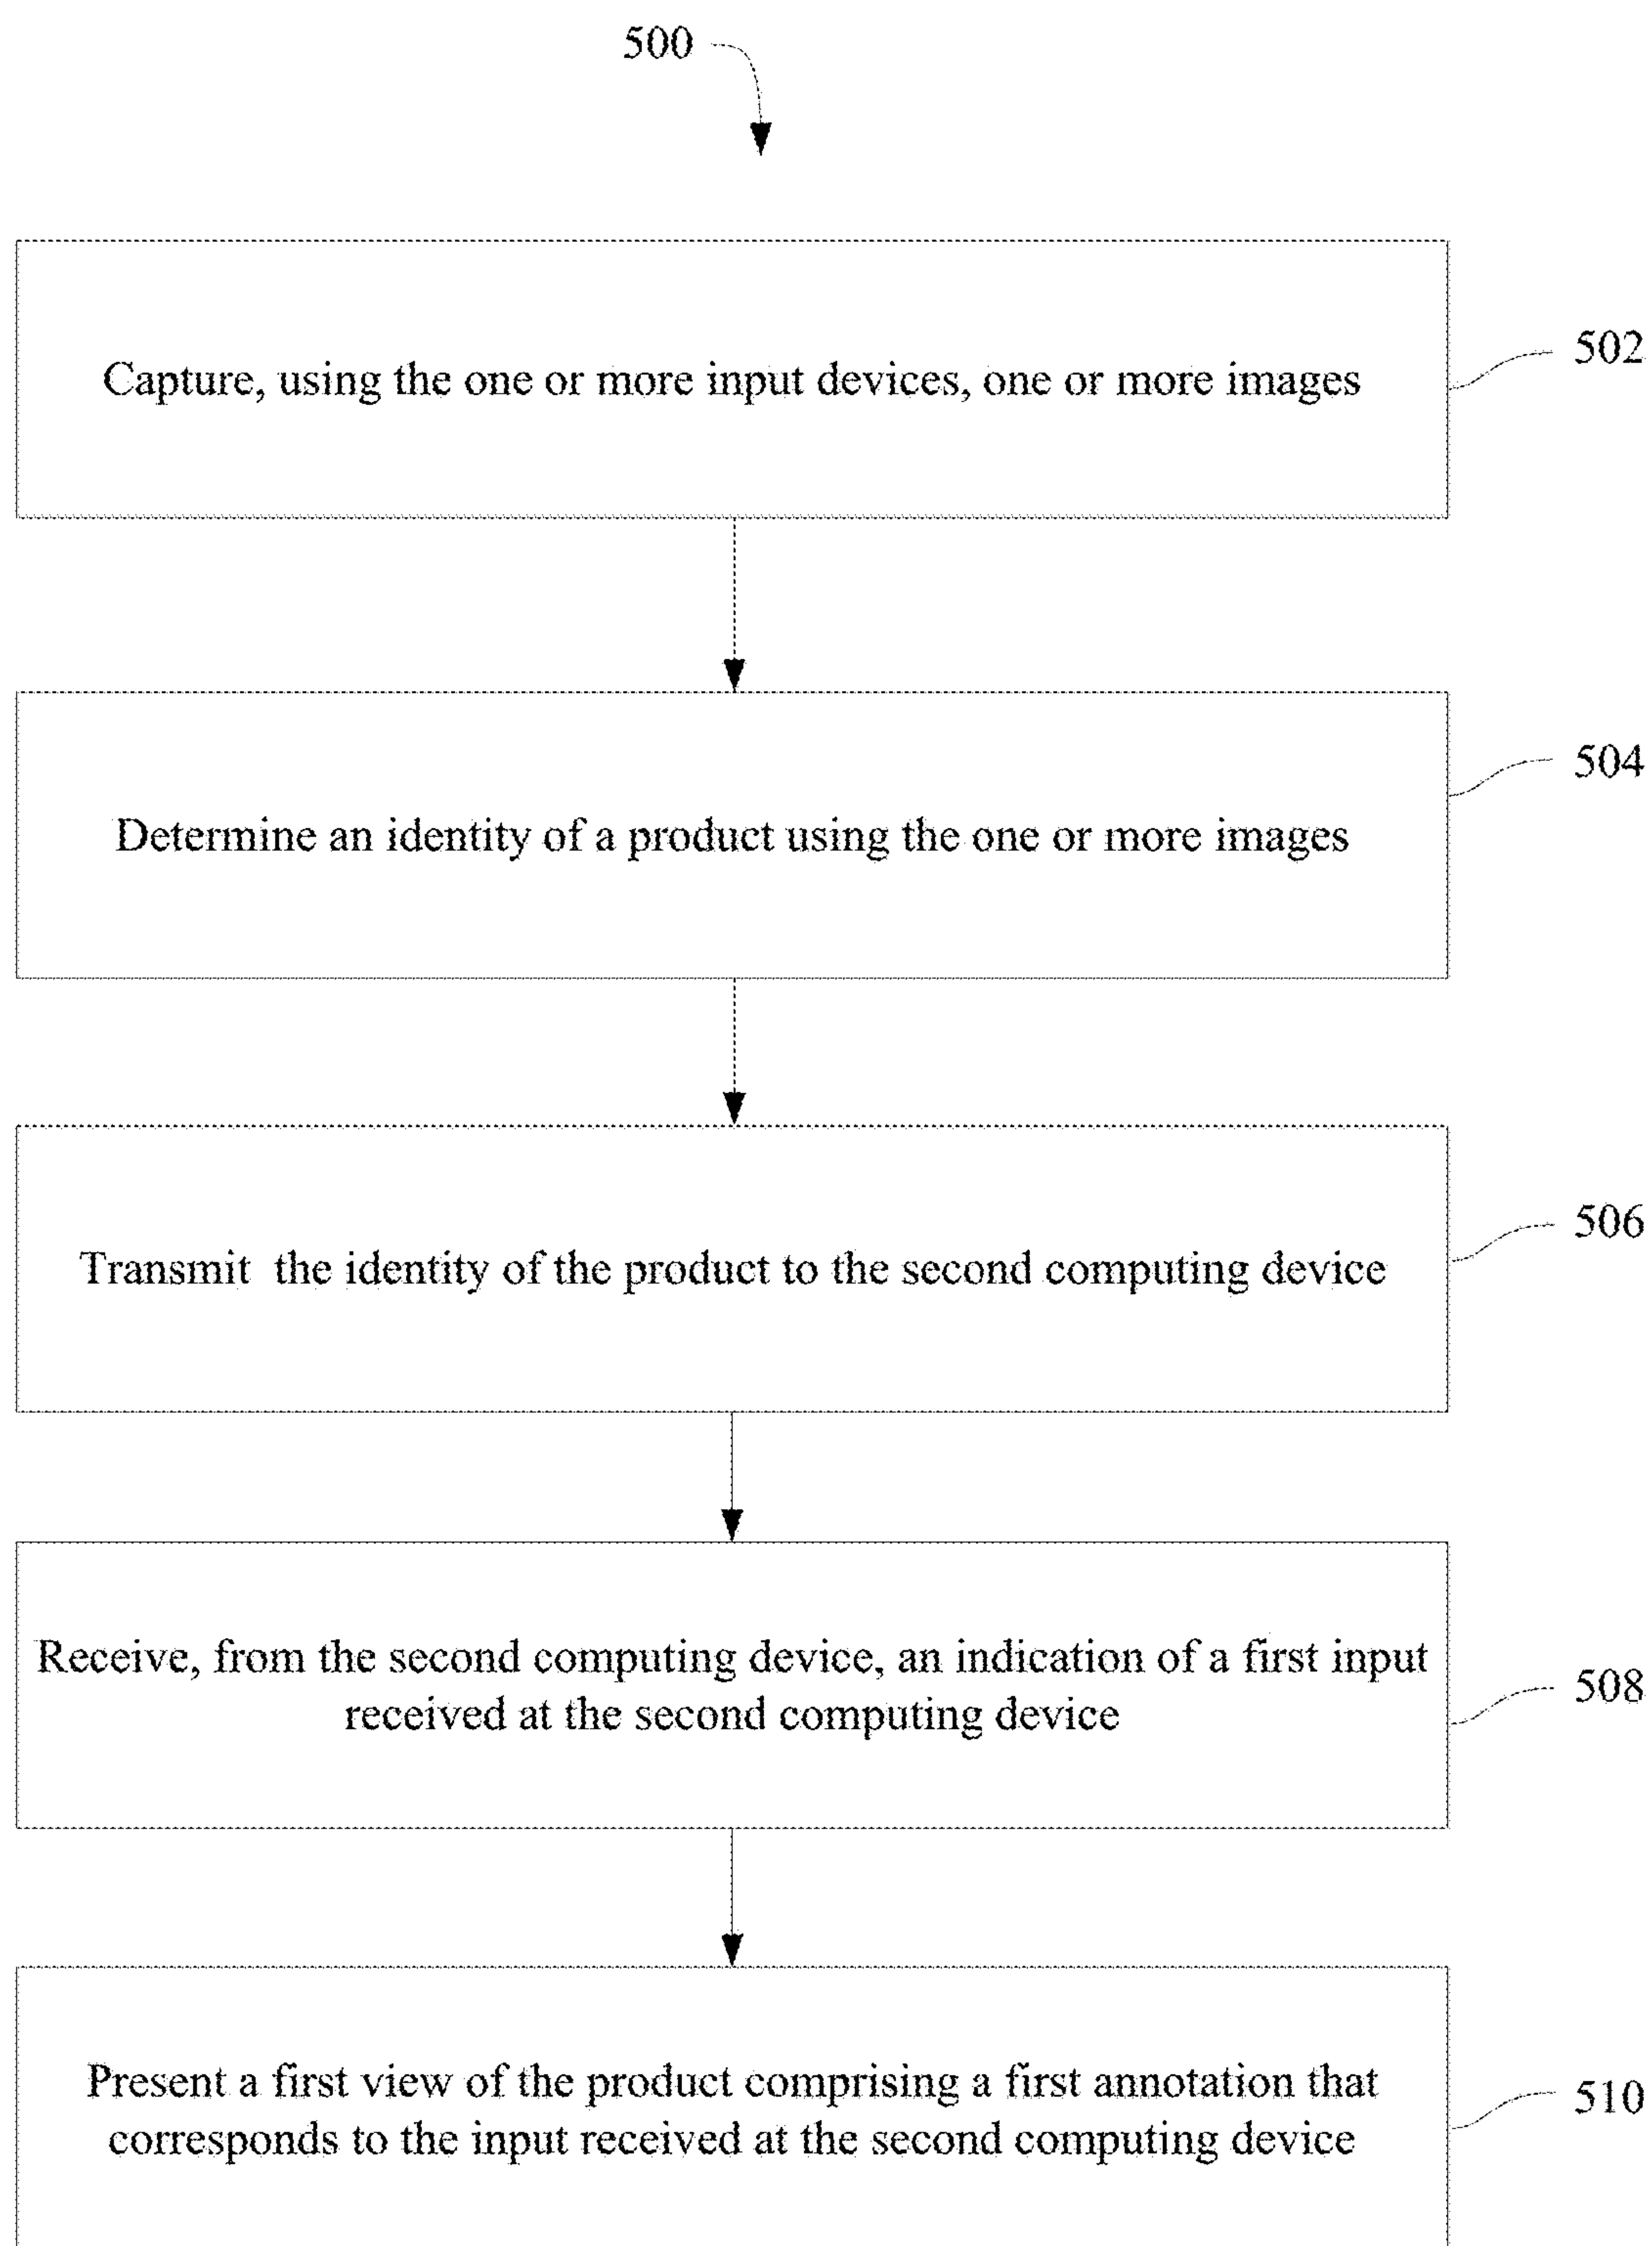 500
Capture, using the one or more input devices, one or more images
502
Determine an identity of a product using the one or more images
504
Transmit the identity of the product to the second computing device
506
Receive, from the second computing device, an indication of a first input
received at the second computing device
508
Present a first view of the product comprising a first annotation that
corresponds to the input received at the second computing device
510